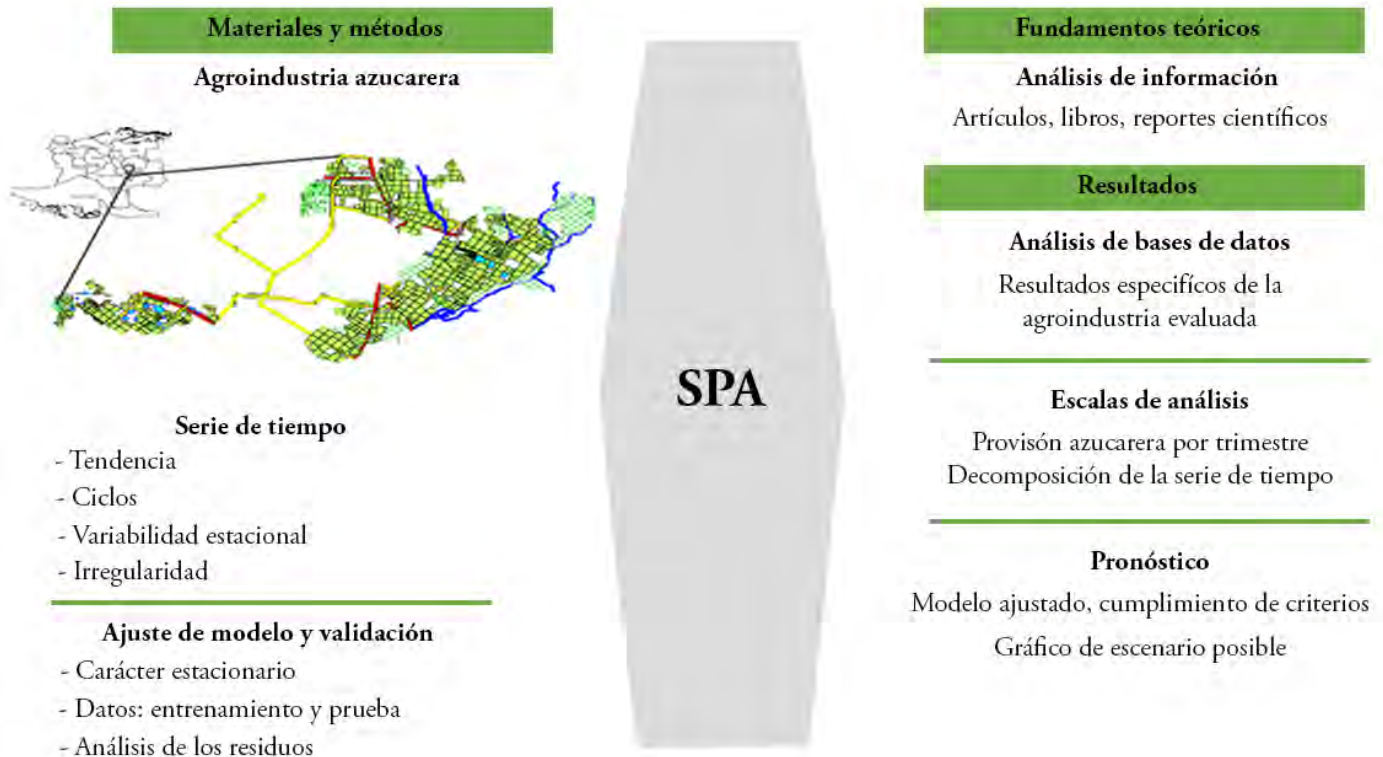 Materiales y métodos
Agroindustria azucarera
Serie de tiempo
- Tendencia
- Ciclos
- Variabilidad estacional
- Irregularidad
Ajuste de modelo y validación
- Carácter estacionario
- Datos: entrenamiento y prueba
- Análisis de los residuos
SPA
Fundamentos teóricos
Análisis de información
Artículos, libros, reportes científicos
Resultados
Análisis de bases de datos
Resultados especifícos de la
agroindustria evaluada
Escalas de análisis
Provisón azucarera por trimestre
Decomposición de la serie de tiempo
Pronóstico
Modelo ajustado, cumplimiento de criterios
Gráfico de escenario posible